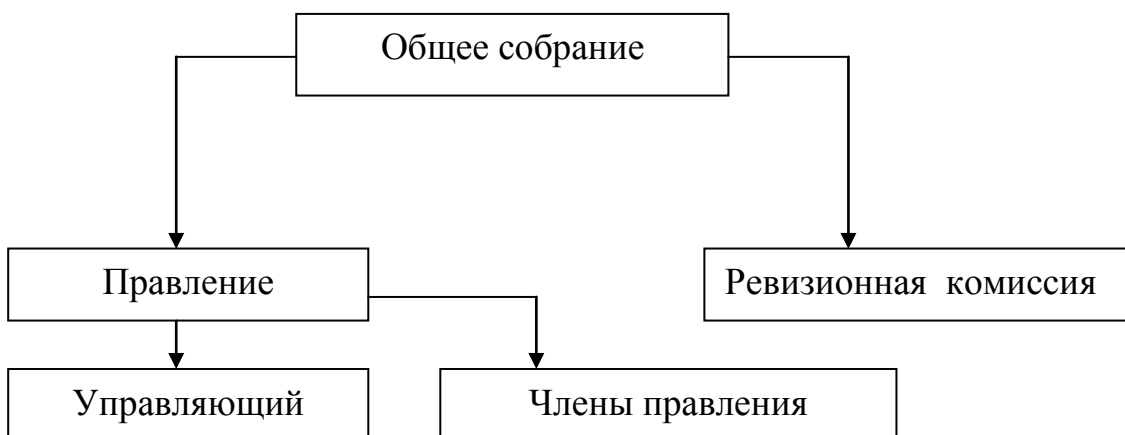 Общее собрание
Правление
Ревизионная комиссия
Управляющий
Члены правления